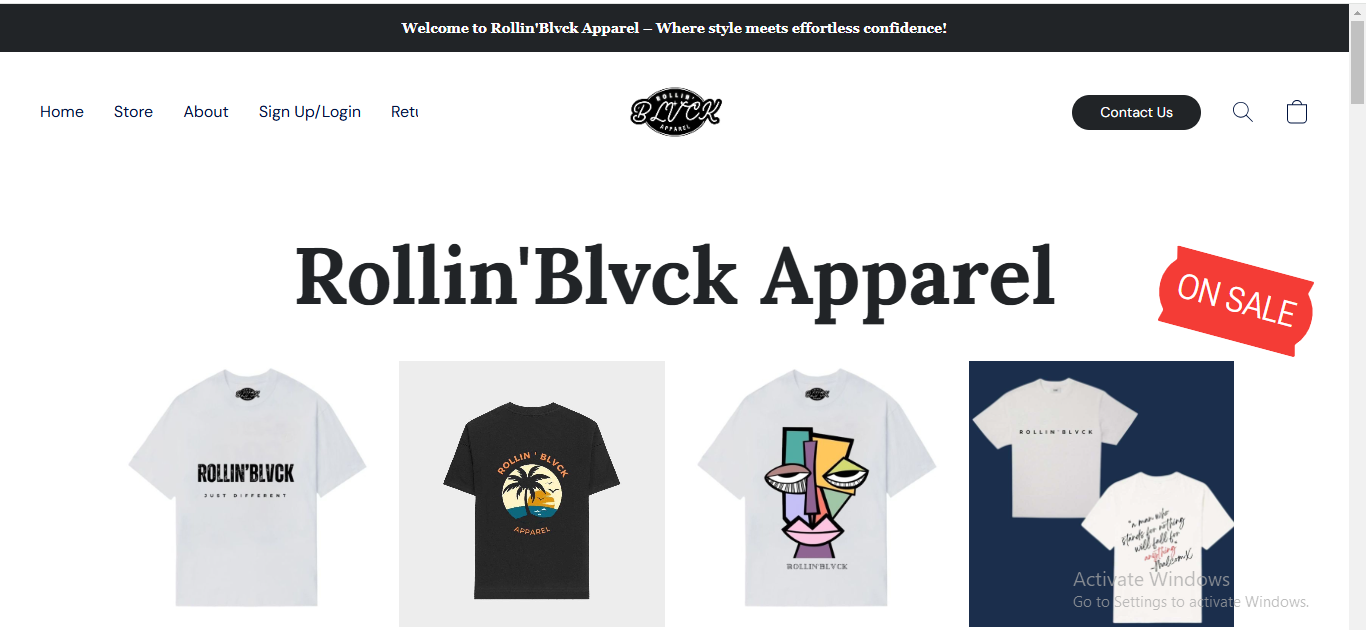 Welcome to Rollin'Blvck Apparel – Where style meets effortless confidence!
Home Store About Sign Up/Login Retu
ROLLIN'
BLVCK
APPAREL
Contact Us
Rollin'Blvck Apparel
ON SALE
ROLLIN'BLVCK
JUST DIFFERENT
ROLLIN ' BLVCK
APPAREL
ROLLIN'BLVCK
ROLLIN'BLVCK
"a man who
stands for nothing
will fall for
anything"
-MalcomX
Activate Windows
Go to Settings to activate Windows.